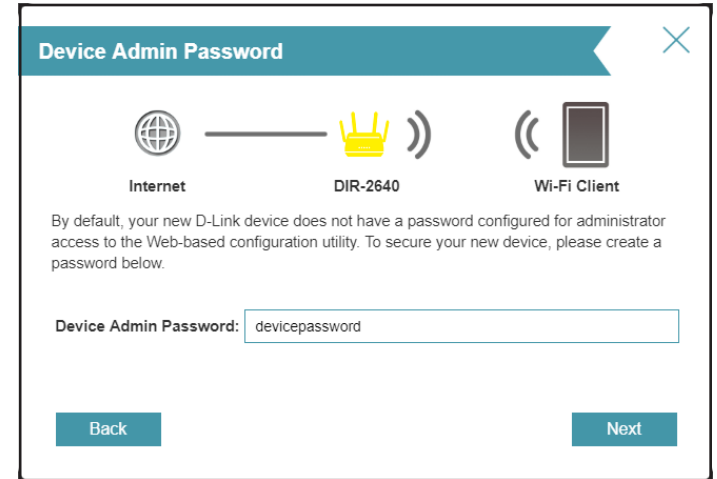 Device Admin Password
Internet
DIR-2640
Wi-Fi Client
By default, your new D-Link device does not have a password configured for administrator
access to the Web-based configuration utility. To secure your new device, please create a
password below.
Device Admin Password: devicepassword
Back
Next